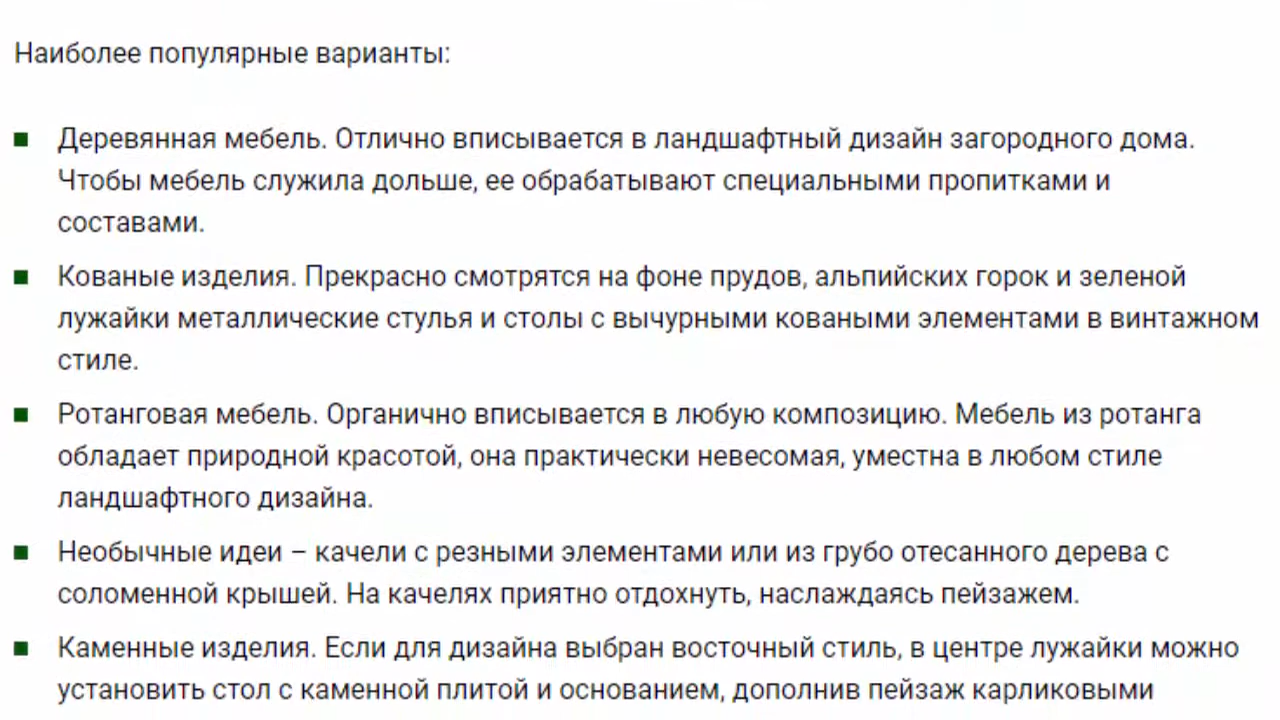 Наиболее популярные варианты:
Деревянная мебель. Отлично вписывается в ландшафтный дизайн загородного дома.
Чтобы мебель служила дольше, ее обрабатывают специальными пропитками и
составами.
Кованые изделия. Прекрасно смотрятся на фоне прудов, альпийских горок и зеленой
лужайки металлические стулья и столы с вычурными коваными элементами в винтажном
стиле.
Ротанговая мебель. Органично вписывается в любую композицию. Мебель из ротанга
обладает природной красотой, она практически невесомая, уместна в любом стиле
ландшафтного дизайна.
Необычные идеи – качели с резными элементами или из грубо отесанного дерева с
соломенной крышей. На качелях приятно отдохнуть, наслаждаясь пейзажем.
Каменные изделия. Если для дизайна выбран восточный стиль, в центре лужайки можно
установить стол с каменной плитой и основанием, дополнив пейзаж карликовыми